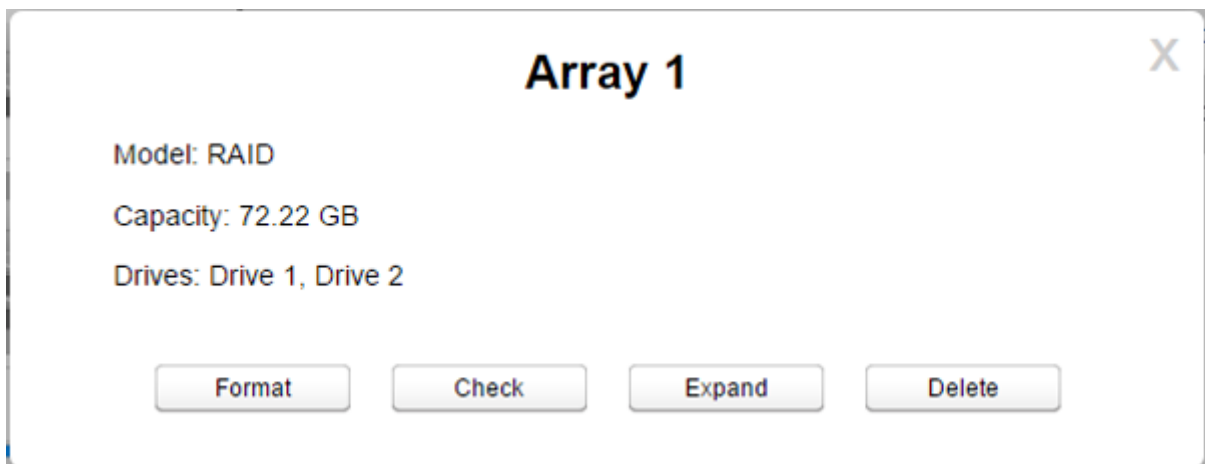 Array 1
X
Model: RAID
Capacity: 72.22 GB
Drives: Drive 1, Drive 2
Format Check Expand Delete